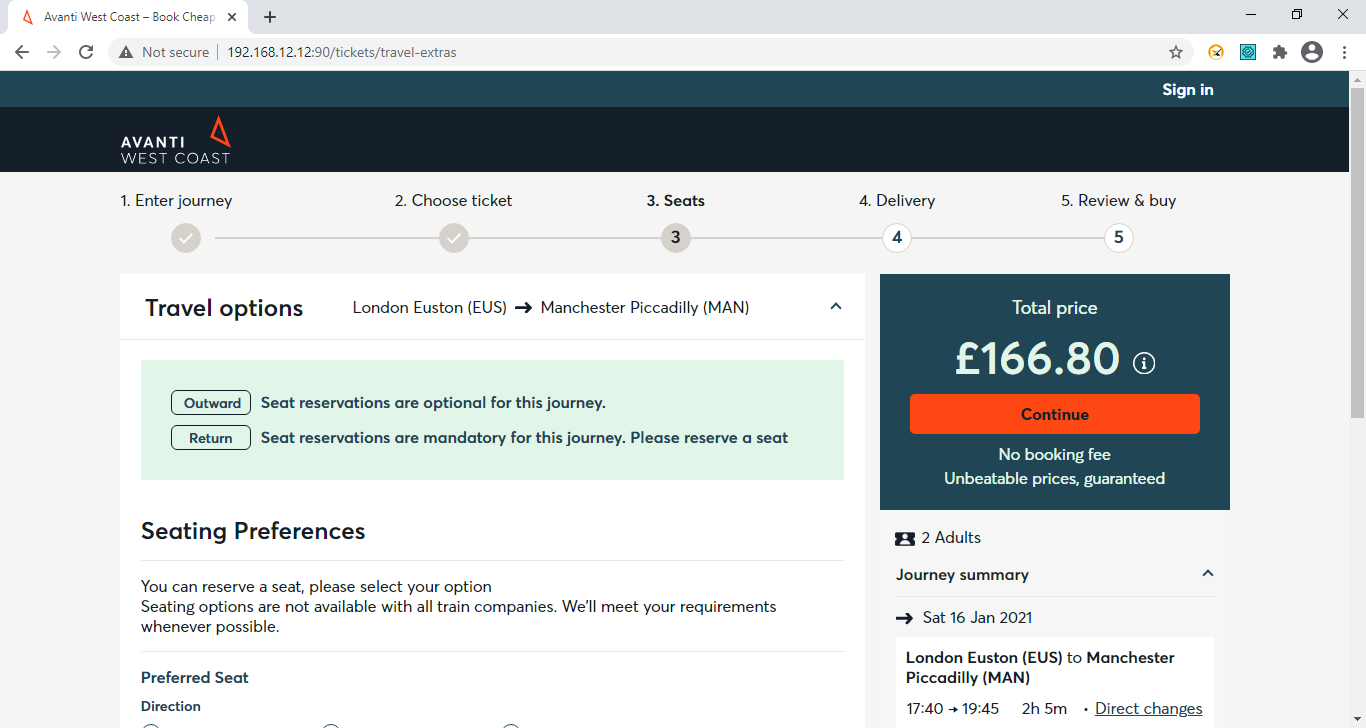 Avanti West Coast – Book Cheap
Not secure
192.168.12.12:90/tickets/travel-extras
Sign in
AVANTI
WEST COAST
1. Enter journey
2. Choose ticket
3. Seats
4. Delivery
5. Review & buy
3
4
5
Travel options
London Euston (EUS) → Manchester Piccadilly (MAN)
Outward Seat reservations are optional for this journey.
Return Seat reservations are mandatory for this journey. Please reserve a seat
Seating Preferences
You can reserve a seat, please select your option
Seating options are not available with all train companies. We'll meet your requirements
whenever possible.
Preferred Seat
Direction
Total price
£166.80
Continue
No booking fee
Unbeatable prices, guaranteed
2 Adults
Journey summary
→ Sat 16 Jan 2021
London Euston (EUS) to Manchester
Piccadilly (MAN)
17:40 → 19:45 2h 5m • Direct changes